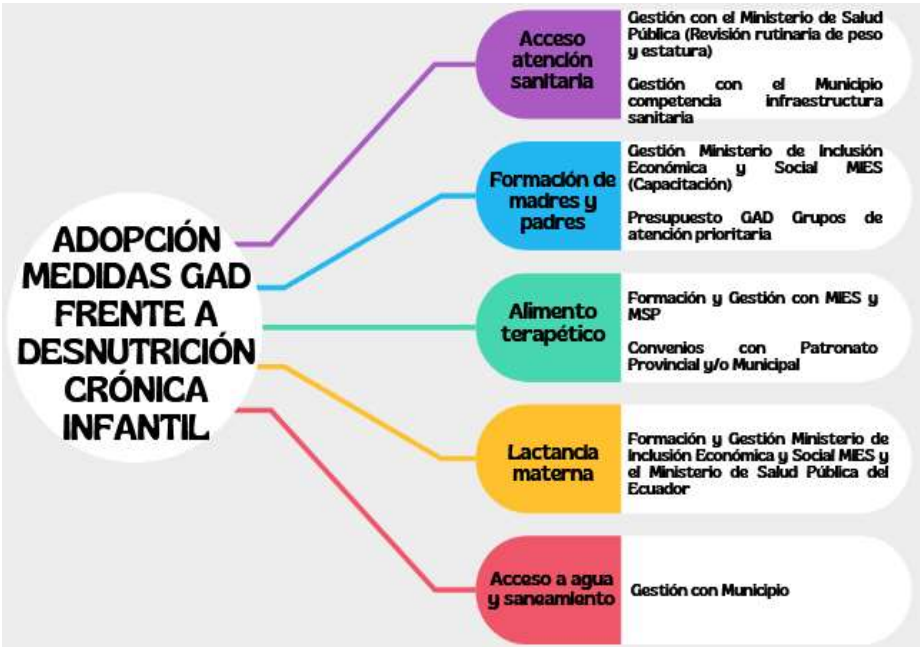 ADOPCIÓN
MEDIDAS GAD
FRENTE A
DESNUTRICIÓN
CRÓNICA
INFANTIL
Acceso
atención
sanitaria
Gestión con el Ministerio de Salud
Pública (Revisión rutinaria de peso
y estatura)
Gestión con el Municipio
competencia infraestructura
sanitaria
Formación de
madres y
padres
Gestión Ministerio de Inclusión
Económica y Social MIES
(Capacitación)
Presupuesto GAD Grupos de
atención prioritaria
Alimento
terapético
Formación y Gestión con MIES y
MSP
Convenios con Patronato
Provincial y/o Municipal
Lactancia
materna
Formación y Gestión Ministerio de
Inclusión Económica y Social MIES y
el Ministerio de Salud Pública del
Ecuador
Acceso a agua
y saneamiento
Gestión con Municipio